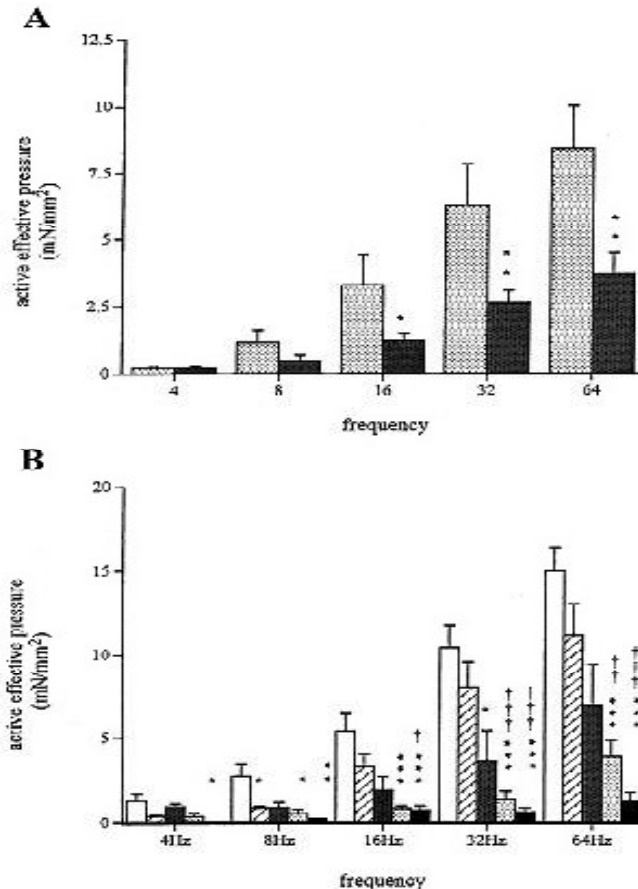 A
12.5
10
7.5
5
2.5
0
active effective pressure
(mN/mm²)
*
* *
* *
4 8 16 32 64
frequency
B
20
15
10
5
0
active effective pressure
(mN/mm²)
*
*
*
* *
* * *
* * * †
*
* * * † † †
* * * † † †
* * * † †
* * * † † †
4Hz 8Hz 16Hz 32Hz 64Hz
frequency